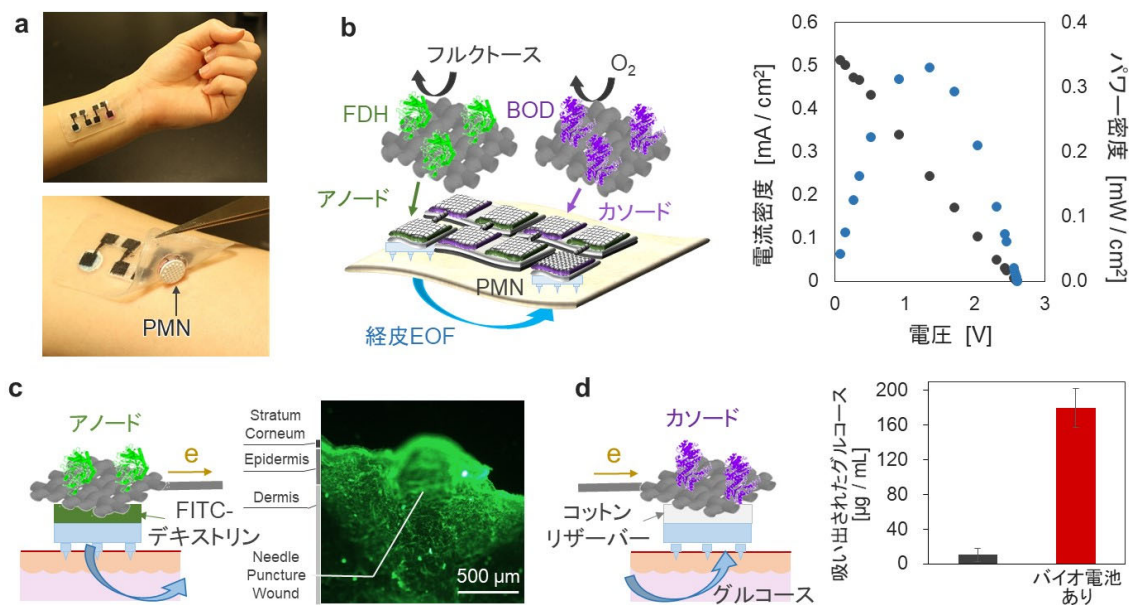 a
PMN
b
フルクトース
O2
FDH
BOD
アノード
カソード
PMN
経皮EOF
電流密度 [mA / cm2]
0.6
0.5
0.4
0.3
0.2
0.1
0
0
1
2
3
電圧 [V]
0.4
0.3
0.2
0.1
0.0
パワー密度 [mW / cm2]
c
アノード
e
FITC-
デキストリン
Stratum
Corneum
Epidermis
Dermis
Needle
Puncture
Wound
500 μm
d
カソード
e
コットン
リザーバー
グルコース
吸い出されたグルコース
[μg / mL]
200
160
120
80
40
0
バイオ電池
あり